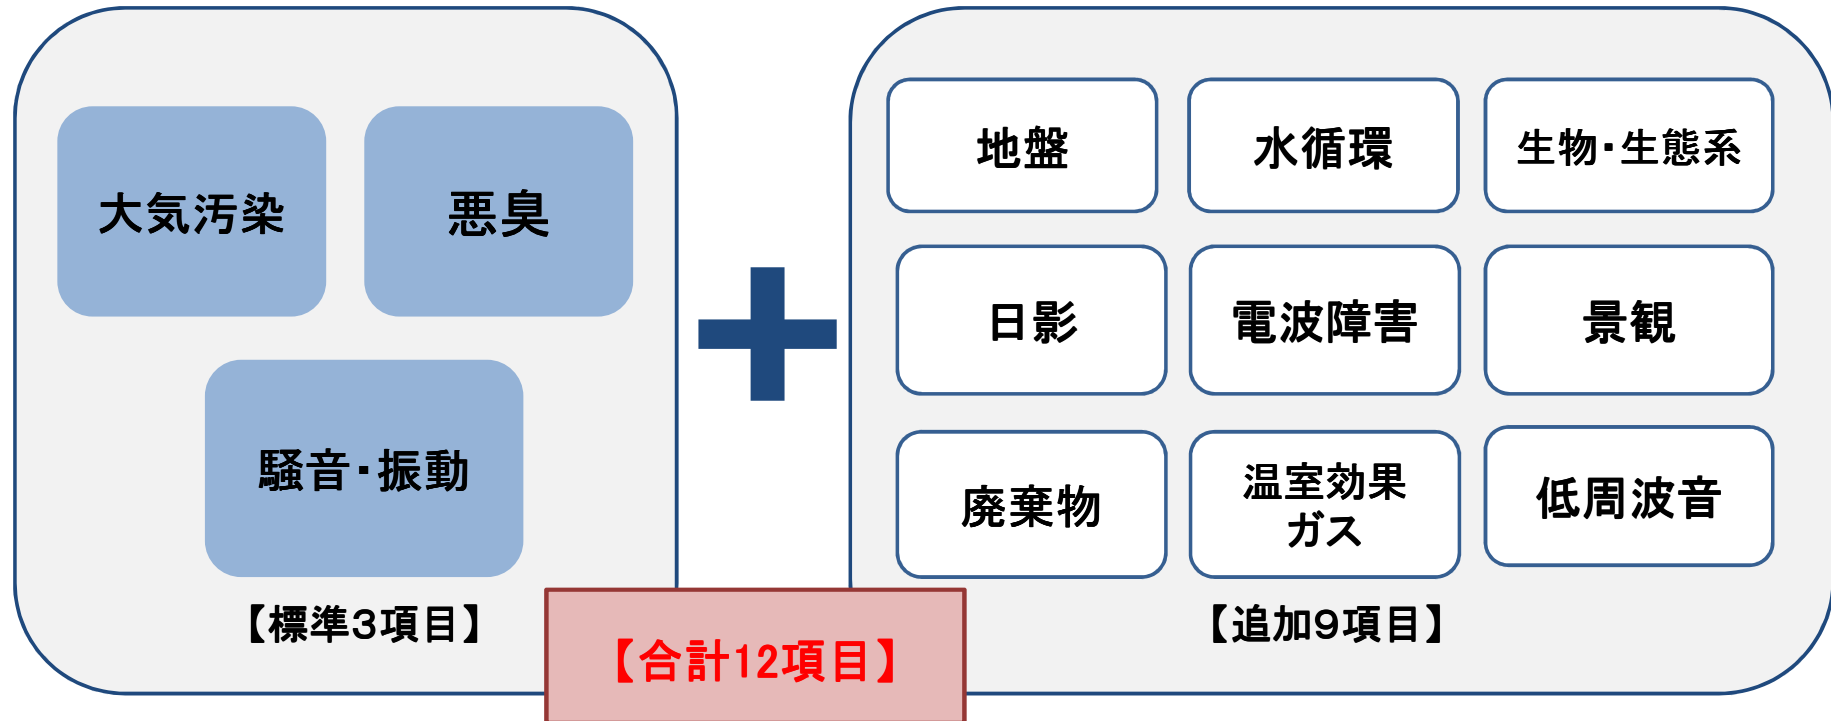 大気汚染
悪臭
騒音・振動
【標準3項目】
地盤
水循環
生物・生態系
日影
電波障害
景観
廃棄物
温室効果
ガス
低周波音
【追加9項目】
【合計12項目】